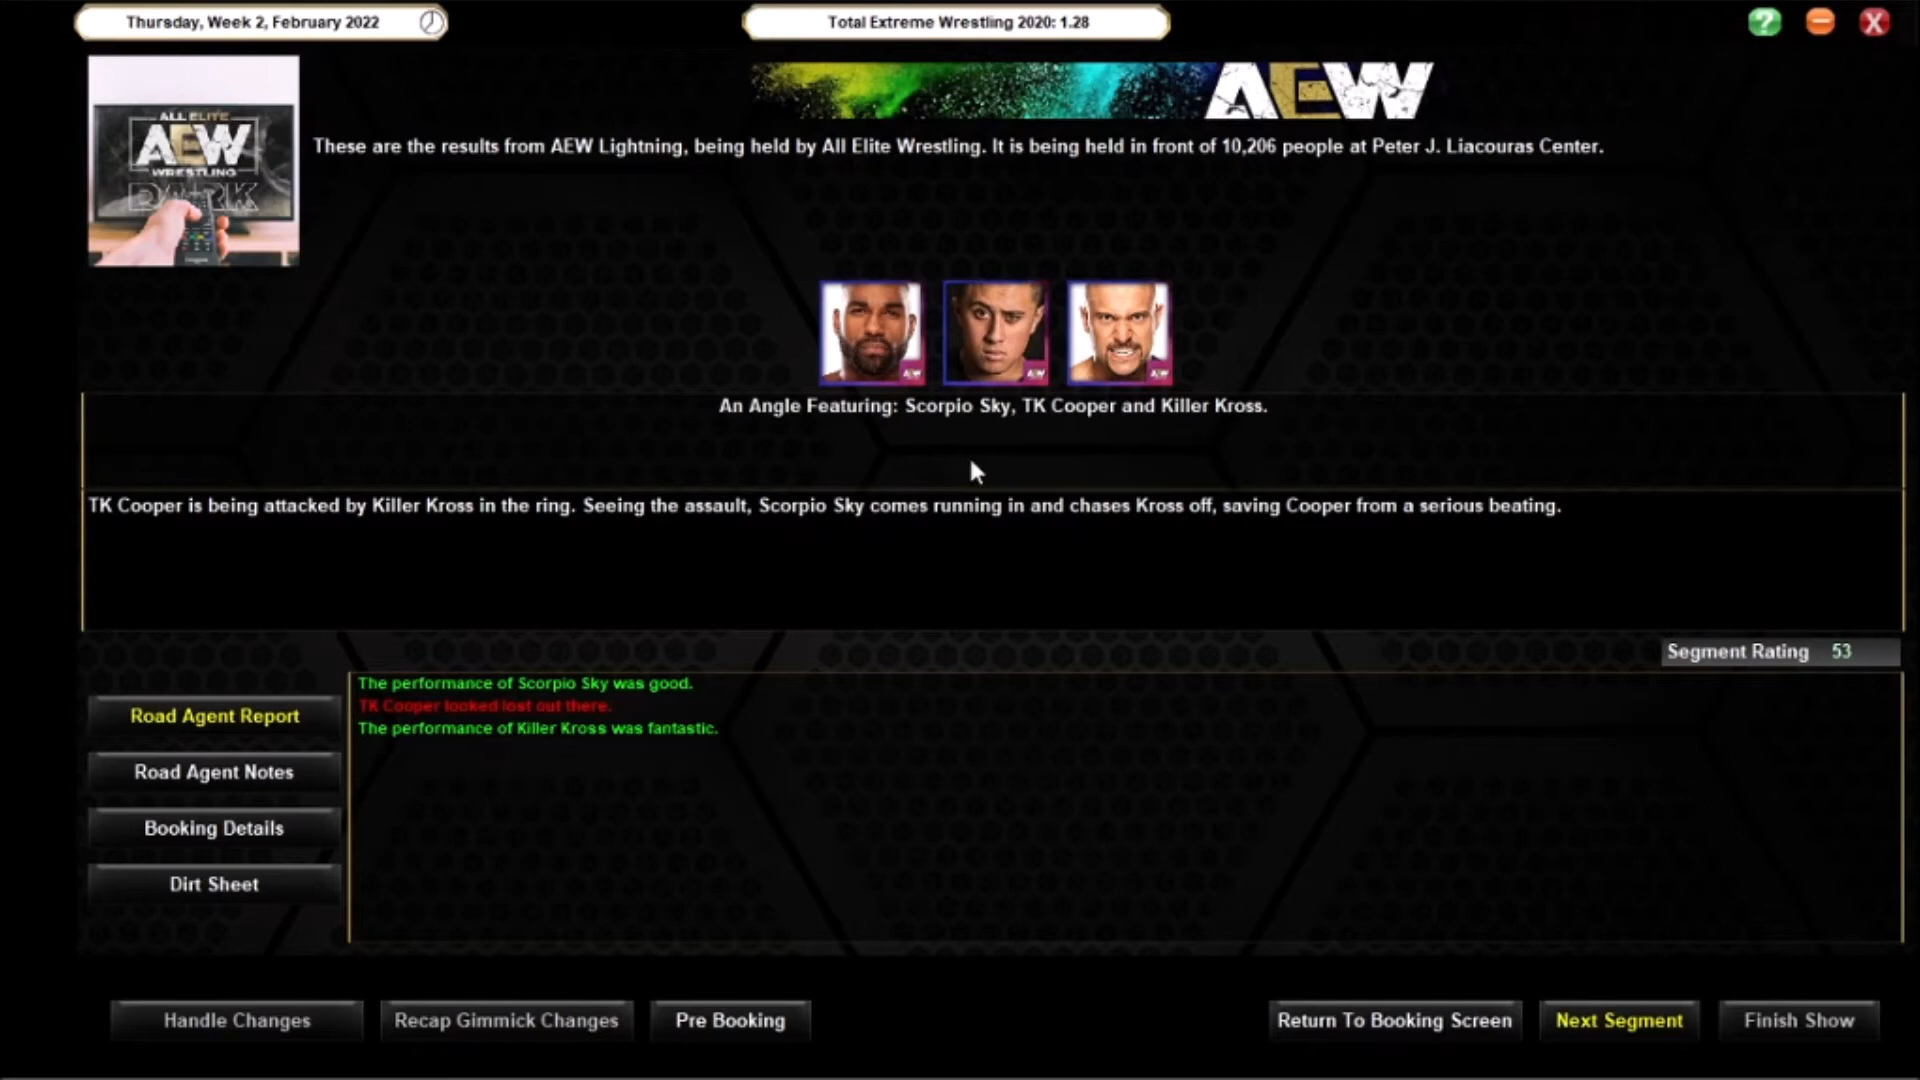 Thursday, Week 2, February 2022
Total Extreme Wrestling 2020: 1.28
?
X
AEW
ALL ELITE
AEW
WRESTLING
DARK
These are the results from AEW Lightning, being held by All Elite Wrestling. It is being held in front of 10,206 people at Peter J. Liacouras Center.
AEW
AEW
AEW
An Angle Featuring: Scorpio Sky, TK Cooper and Killer Kross.
TK Cooper is being attacked by Killer Kross in the ring. Seeing the assault, Scorpio Sky comes running in and chases Kross off, saving Cooper from a serious beating.
Segment Rating 53
Road Agent Report
Road Agent Notes
Booking Details
Dirt Sheet
The performance of Scorpio Sky was good.
TK Cooper looked lost out there.
The performance of Killer Kross was fantastic.
Handle Changes
Recap Gimmick Changes
Pre Booking
Return To Booking Screen
Next Segment
Finish Show